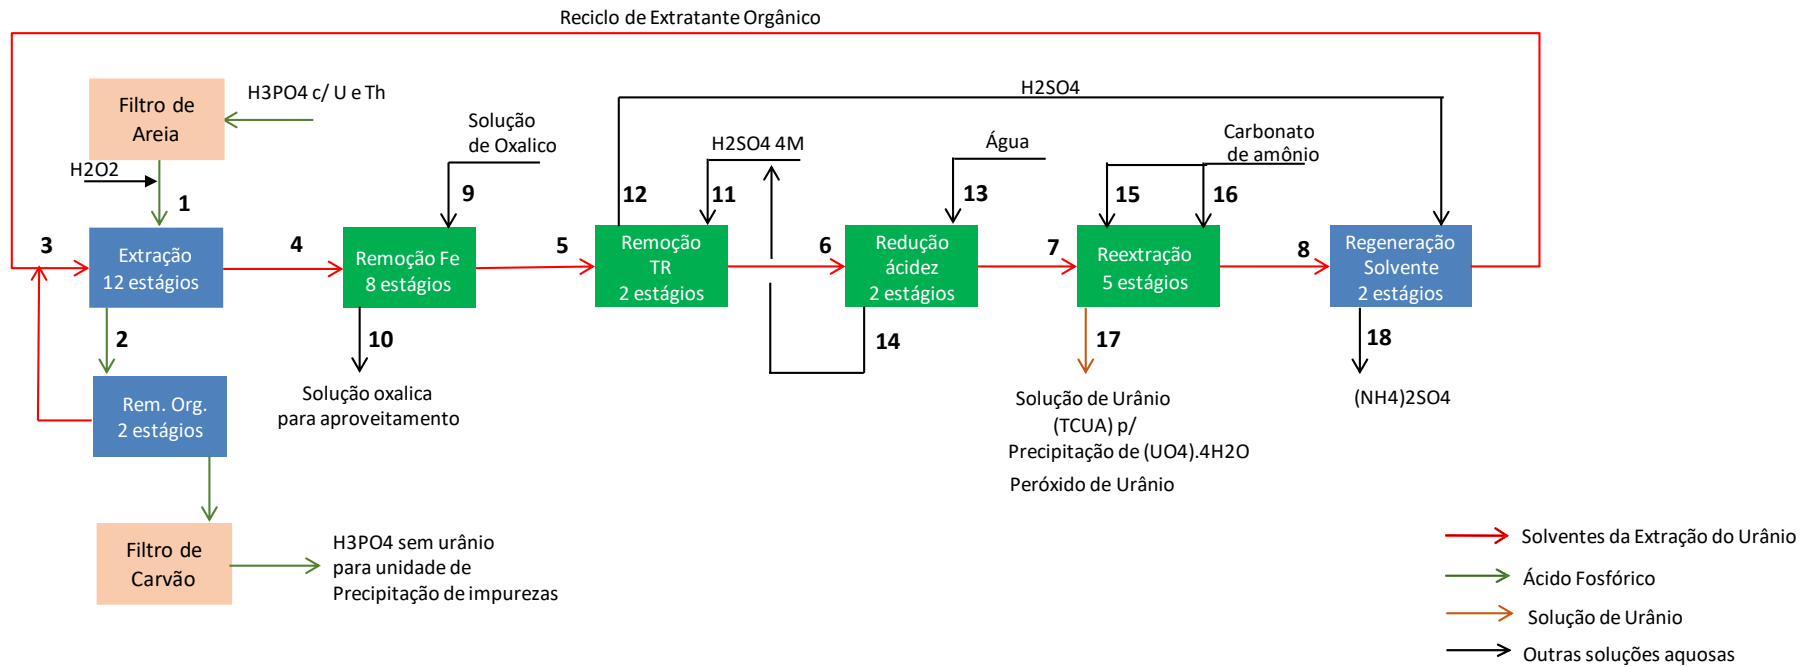 Reciclo de Extratante Orgânico
Filtro de
Areia
H3PO4 c/ U e Th
H2O2
1
Solução
de Oxalico
9
H2SO4
H2SO4 4M
12
11
Água
13
Carbonato
de amônio
15
16
3
Extração
12 estágios
4
Remoção Fe
8 estágios
5
Remoção
TR
2 estágios
6
Redução
ácidez
2 estágios
7
Reextração
5 estágios
8
Regeneração
Solvente
2 estágios
2
10
14
17
18
Rem. Org.
2 estágios
Solução oxalica
para aproveitamento
Solução de Urânio
(TCUA) p/
Precipitação de (UO4).4H2O
Peróxido de Urânio
(NH4)2SO4
Filtro de
Carvão
H3PO4 sem urânio
para unidade de
Precipitação de impurezas
Solventes da Extração do Urânio
Ácido Fosfórico
Solução de Urânio
Outras soluções aquosas